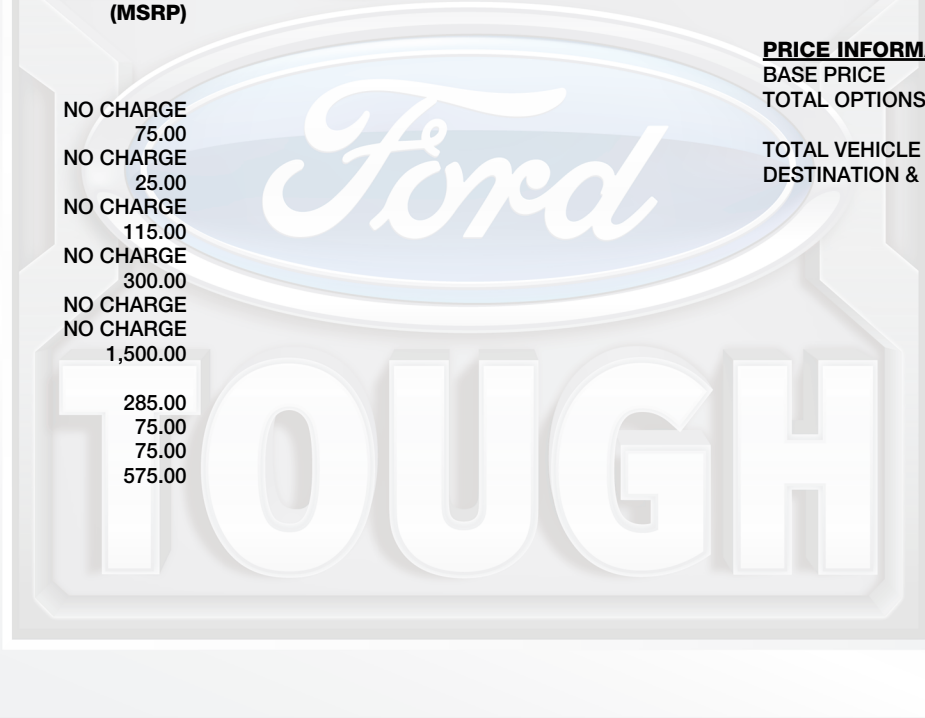 (MSRP)
NO CHARGE
75.00
NO CHARGE
25.00
NO CHARGE
115.00
NO CHARGE
300.00
NO CHARGE
NO CHARGE
1,500.00
285.00
75.00
75.00
575.00
PRICE INFORMA
BASE PRICE
TOTAL OPTIONS
TOTAL VEHICLE
DESTINATION &
Ford
TOUGH